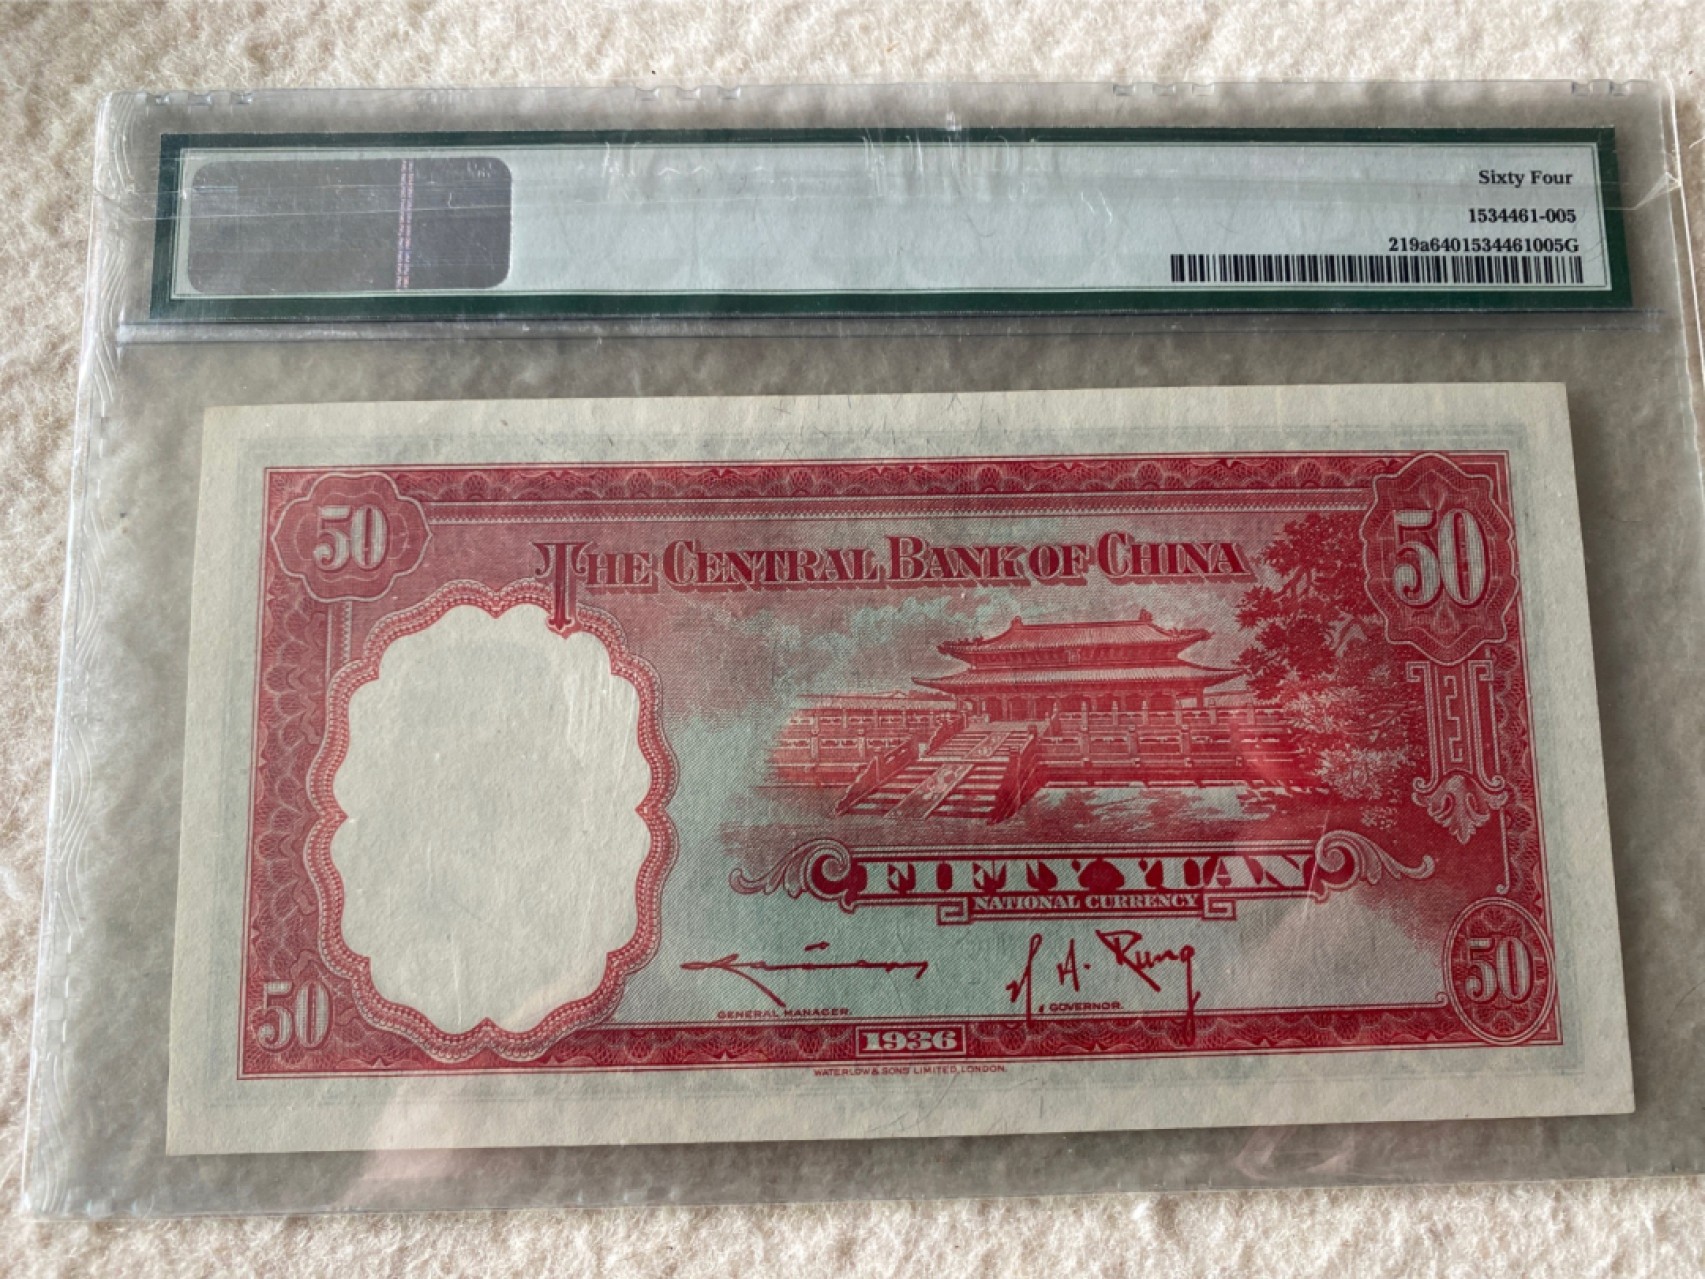 Sixty Four
1534461-005
219a6401534461005G
50
THE CENTRAL BANK OF CHINA
50
FIFTY YUAN
NATIONAL CURRENCY
H. A. Kung
GENERAL MANAGER.
GOVERNOR.
50
1936
50
WATERLOW & SONS LIMITED, LONDON.